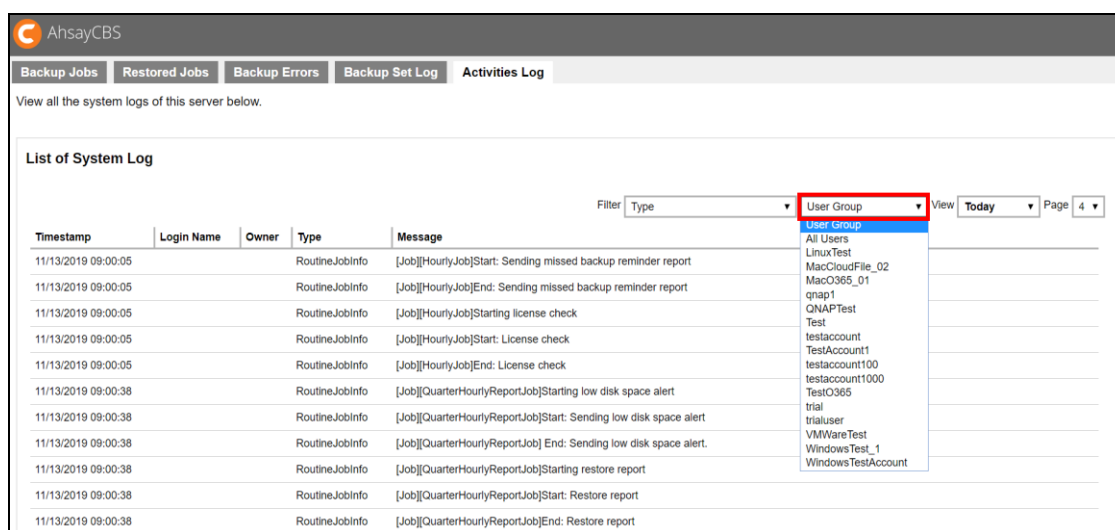 AhsayCBS
Backup Jobs Restored Jobs Backup Errors Backup Set Log Activities Log
View all the system logs of this server below.
List of System Log
Filter Type User Group View Today Page 4
User Group
All Users
LinuxTest
MacCloudFile_02
MacO365_01
qnap1
QNAPTest
Test
testaccount
TestAccount1
testaccount100
testaccount1000
TestO365
trial
trialuser
VMWareTest
WindowsTest_1
WindowsTestAccount
Timestamp Login Name Owner Type Message
11/13/2019 09:00:05 RoutineJobInfo [Job][HourlyJob]Start: Sending missed backup reminder report
11/13/2019 09:00:05 RoutineJobInfo [Job][HourlyJob]End: Sending missed backup reminder report
11/13/2019 09:00:05 RoutineJobInfo [Job][HourlyJob]Starting license check
11/13/2019 09:00:05 RoutineJobInfo [Job][HourlyJob]Start: License check
11/13/2019 09:00:05 RoutineJobInfo [Job][HourlyJob]End: License check
11/13/2019 09:00:38 RoutineJobInfo [Job][QuarterHourlyReportJob]Starting low disk space alert
11/13/2019 09:00:38 RoutineJobInfo [Job][QuarterHourlyReportJob]Start: Sending low disk space alert
11/13/2019 09:00:38 RoutineJobInfo [Job][QuarterHourlyReportJob] End: Sending low disk space alert.
11/13/2019 09:00:38 RoutineJobInfo [Job][QuarterHourlyReportJob]Starting restore report
11/13/2019 09:00:38 RoutineJobInfo [Job][QuarterHourlyReportJob]Start: Restore report
11/13/2019 09:00:38 RoutineJobInfo [Job][QuarterHourlyReportJob]End: Restore report